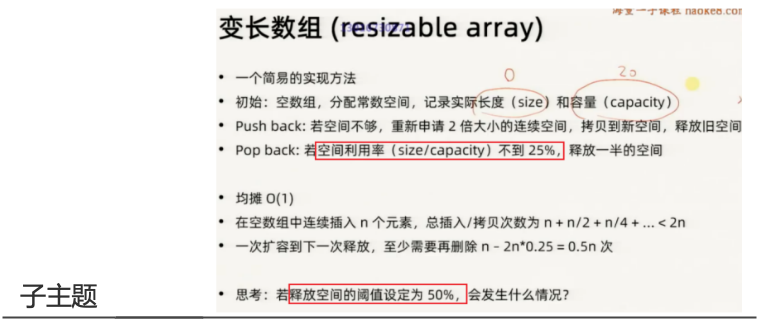 变长数组 (resizable array)
• 一个简易的实现方法
0 20
• 初始：空数组，分配常数空间，记录实际长度（size）和容量（capacity）
• Push back: 若空间不够，重新申请 2 倍大小的连续空间，拷贝到新空间，释放旧空间
• Pop back: 若空间利用率（size/capacity）不到 25%，释放一半的空间
• 均摊 O(1)
• 在空数组中连续插入 n 个元素，总插入/拷贝次数为 n + n/2 + n/4 + ... < 2n
• 一次扩容到下一次释放，至少需要再删除 n - 2n*0.25 = 0.5n 次
• 思考：若释放空间的阈值设定为 50%，会发生什么情况？
子主题